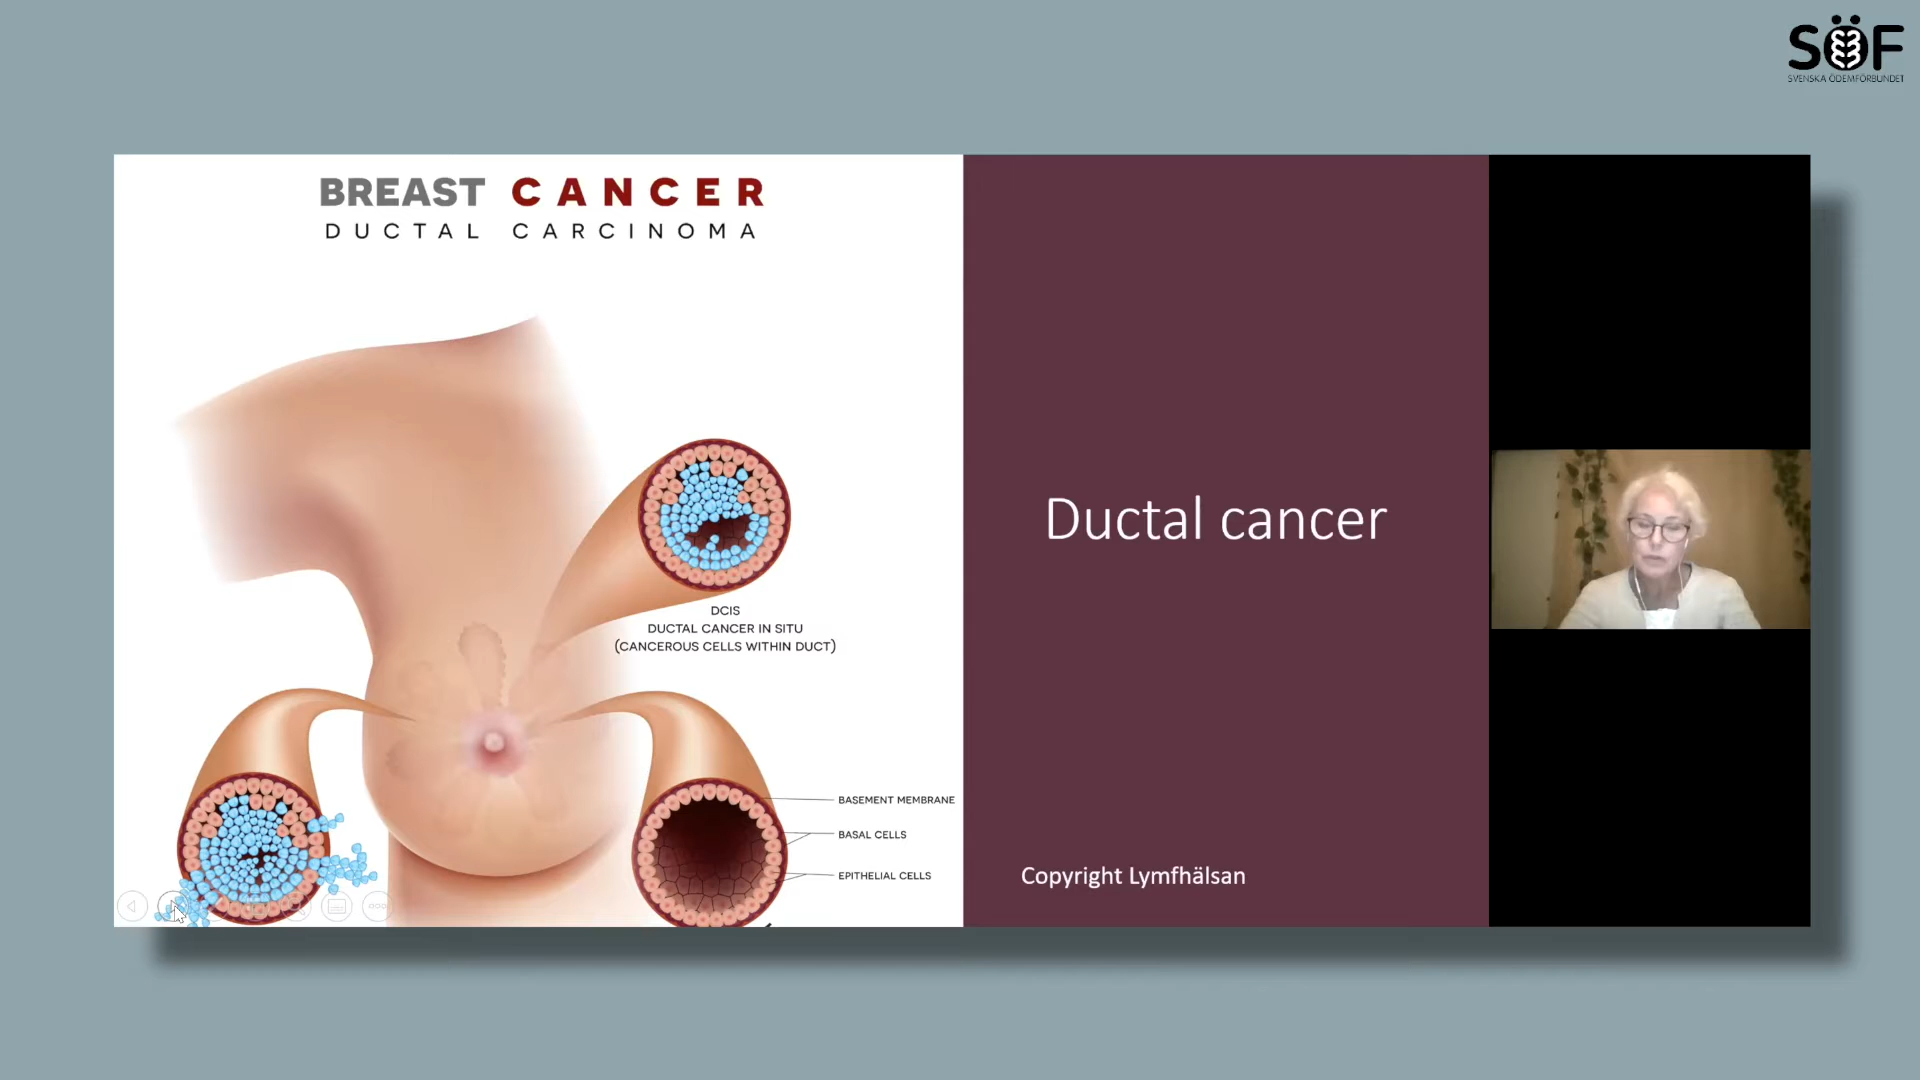 SÖF
SVENSKA ÖDEMFÖRBUNDET
BREAST CANCER
DUCTAL CARCINOMA
DCIS
DUCTAL CANCER IN SITU
(CANCEROUS CELLS WITHIN DUCT)
BASEMENT MEMBRANE
BASAL CELLS
EPITHELIAL CELLS
Ductal cancer
Copyright Lymfhälsan